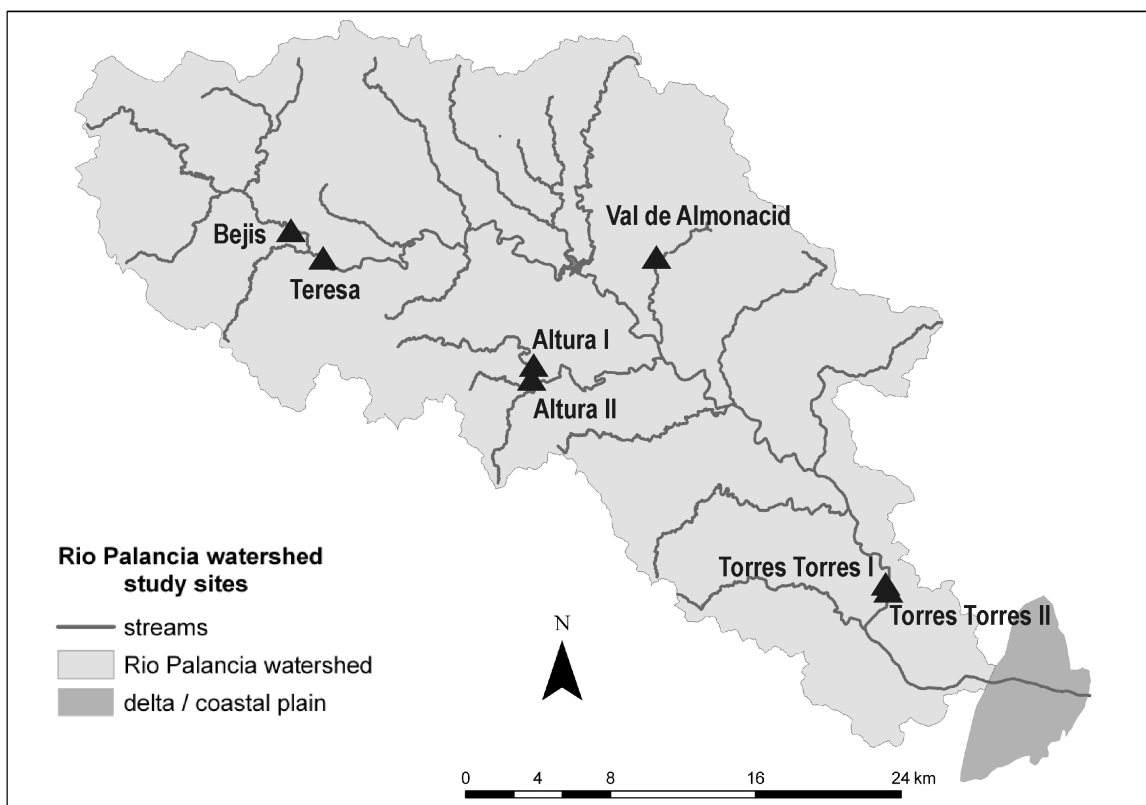 Val de Almonacid
Bejis
Teresa
Altura I
Altura II
Rio Palancia watershed
study sites
Torres Torres I
Torres Torres II
streams
N
Rio Palancia watershed
delta / coastal plain
0 4 8 16 24 km